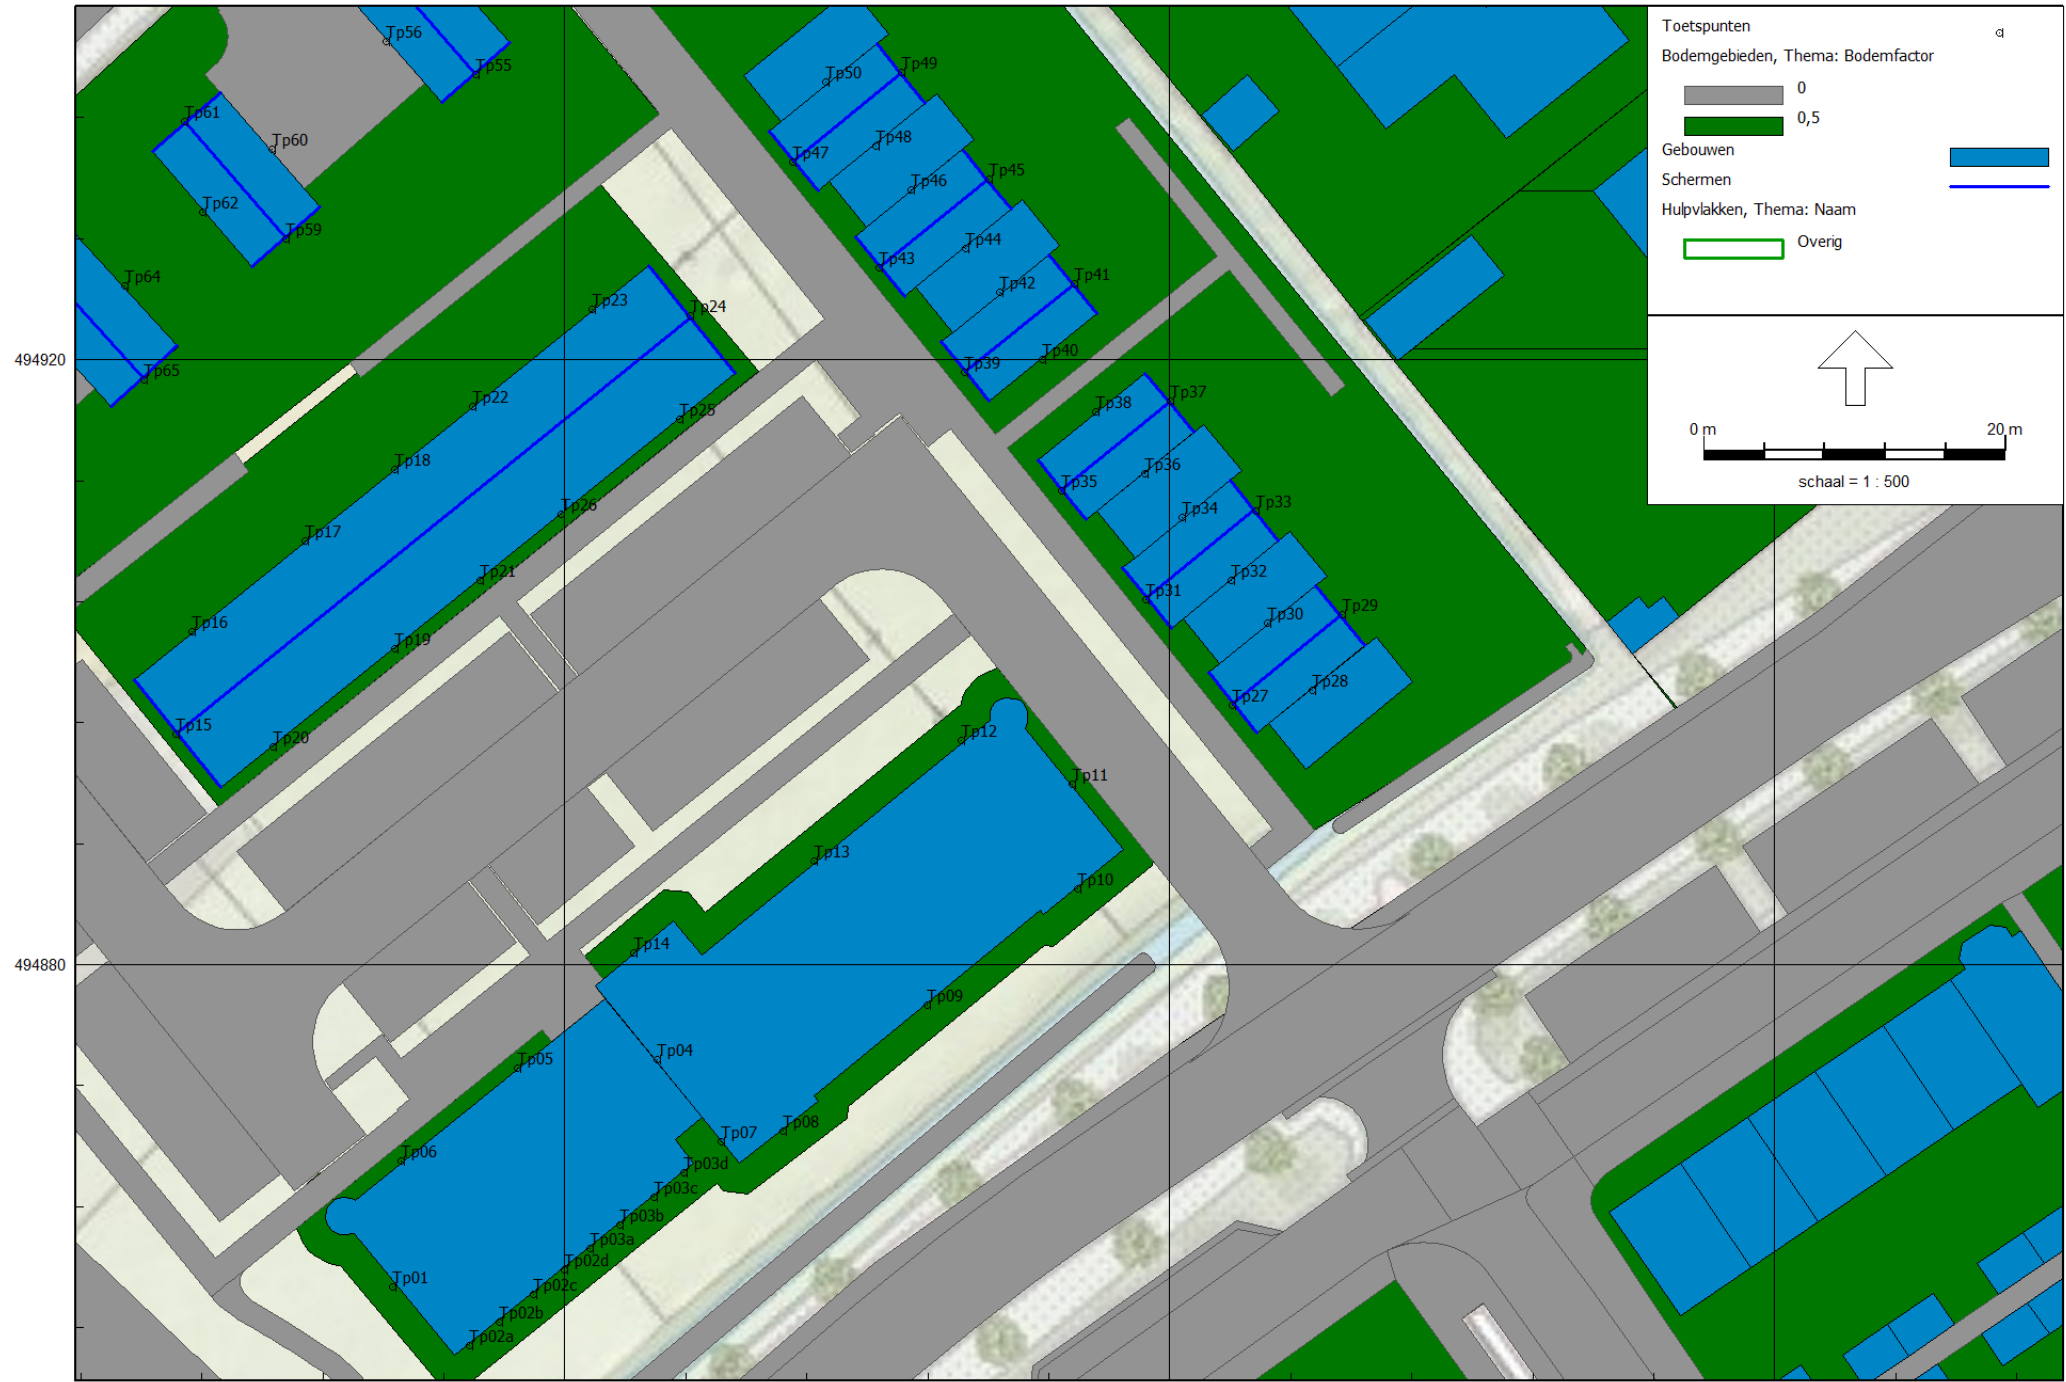 Toetspunten
Bodemgebieden, Thema: Bodemfactor
0
0,5
Gebouwen
Schermen
Hulpvlakken, Thema: Naam
Overig
0 m
20 m
schaal = 1 : 500
494920
494880
Tp56
Tp55
Tp61
Tp60
Tp62
Tp59
Tp64
Tp65
Tp50
Tp49
Tp48
Tp47
Tp46
Tp45
Tp44
Tp43
Tp42
Tp41
Tp40
Tp39
Tp38
Tp37
Tp36
Tp35
Tp34
Tp33
Tp32
Tp31
Tp30
Tp29
Tp28
Tp27
Tp23
Tp24
Tp22
Tp25
Tp18
Tp26
Tp17
Tp21
Tp16
Tp19
Tp15
Tp20
Tp12
Tp11
Tp13
Tp10
Tp14
Tp09
Tp04
Tp05
Tp08
Tp07
Tp06
Tp03d
Tp03c
Tp03b
Tp03a
Tp02d
Tp02c
Tp02b
Tp02a
Tp01